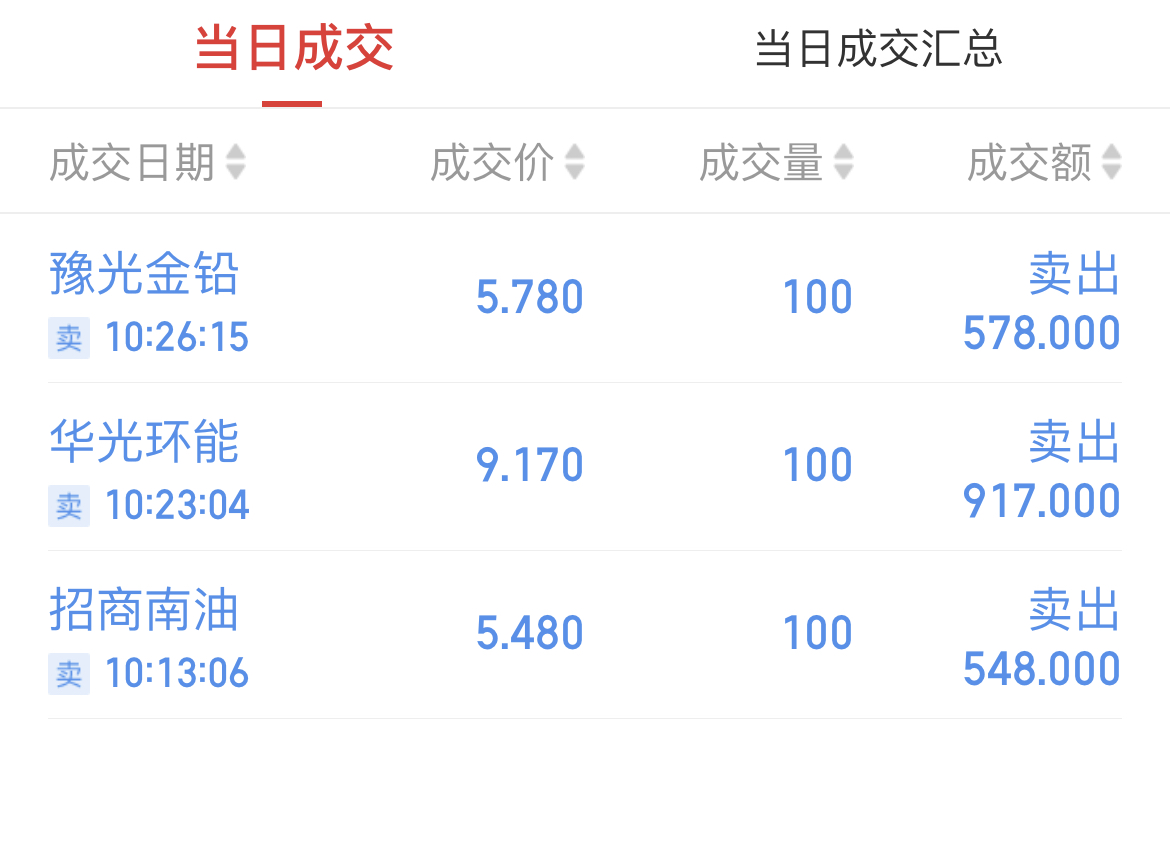 当日成交 当日成交汇总
成交日期 成交价 成交量 成交额
豫光金铅 5.780 100 卖出
卖 10:26:15 578.000
华光环能 9.170 100 卖出
卖 10:23:04 917.000
招商南油 5.480 100 卖出
卖 10:13:06 548.000